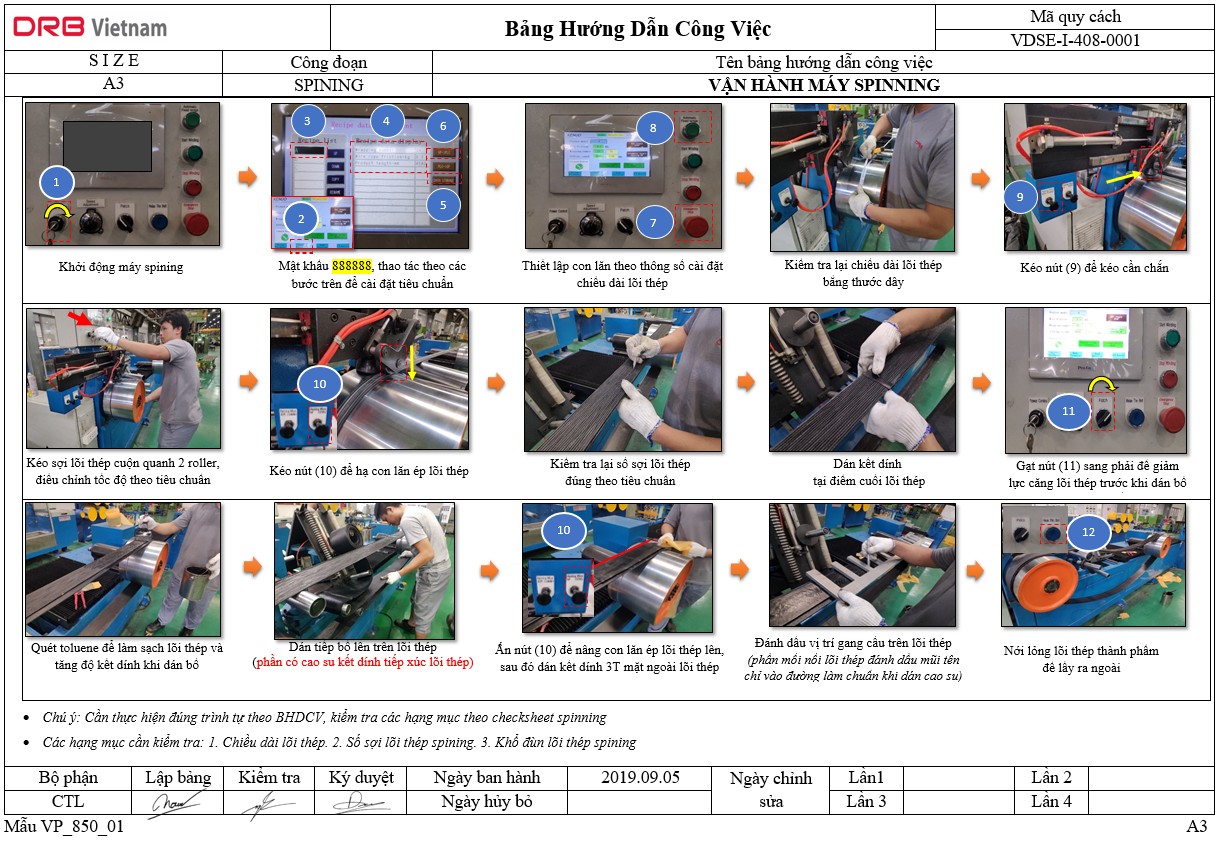 DRB Vietnam
Bảng Hướng Dẫn Công Việc
Mã quy cách
VDSE-I-408-0001
S I Z E
Công đoạn
Tên bảng hướng dẫn công việc
A3
SPINING
VẬN HÀNH MÁY SPINNING
1
3
4
6
2
5
8
7
9
Khởi động máy spining
Mật khẩu 888888, thao tác theo các
bước trên để cài đặt tiêu chuẩn
Thiết lập con lăn theo thông số cài đặt
chiều dài lõi thép
Kiểm tra lại chiều dài lõi thép
bằng thước dây
Kéo nút (9) để kéo cần chắn
10
11
Kéo sợi lõi thép cuộn quanh 2 roller,
điều chỉnh tốc độ theo tiêu chuẩn
Kéo nút (10) để hạ con lăn ép lõi thép
Kiểm tra lại số sợi lõi thép
đúng theo tiêu chuẩn
Dán kết dính
tại điểm cuối lõi thép
Gạt nút (11) sang phải để giảm
lực căng lõi thép trước khi dán bố
10
12
Quét toluene để làm sạch lõi thép và
tăng độ kết dính khi dán bố
Dán tiếp bố lên trên lõi thép
(phần có cao su kết dính tiếp xúc lõi thép)
Ấn nút (10) để nâng con lăn ép lõi thép lên,
sau đó dán kết dính 3T mặt ngoài lõi thép
Đánh dấu vị trí gang cầu trên lõi thép
(phần mối nối lõi thép đánh dấu mũi tên
chỉ vào đường làm chuẩn khi dán cao su)
Nới lỏng lõi thép thành phẩm
để lấy ra ngoài
• Chú ý: Cần thực hiện đúng trình tự theo BHDCV, kiểm tra các hạng mục theo checksheet spinning
• Các hạng mục cần kiểm tra: 1. Chiều dài lõi thép. 2. Số sợi lõi thép spining. 3. Khổ đùn lõi thép spining
Bộ phận
Lập bảng
Kiểm tra
Ký duyệt
Ngày ban hành
2019.09.05
Ngày chỉnh
sửa
Lần1
Lần 2
CTL
Ngày hủy bỏ
Lần 3
Lần 4
Mẫu VP_850_01
A3